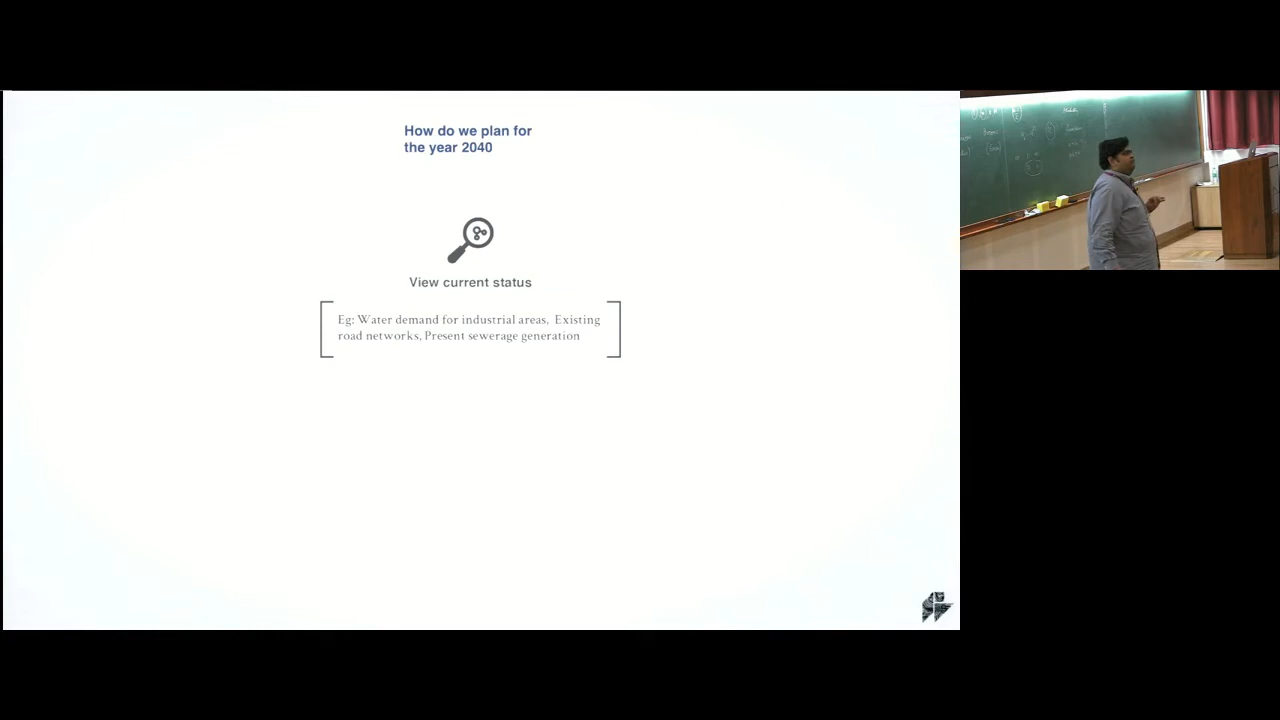 How do we plan for
the year 2040
View current status
Eg: Water demand for industrial areas, Existing
road networks, Present sewerage generation